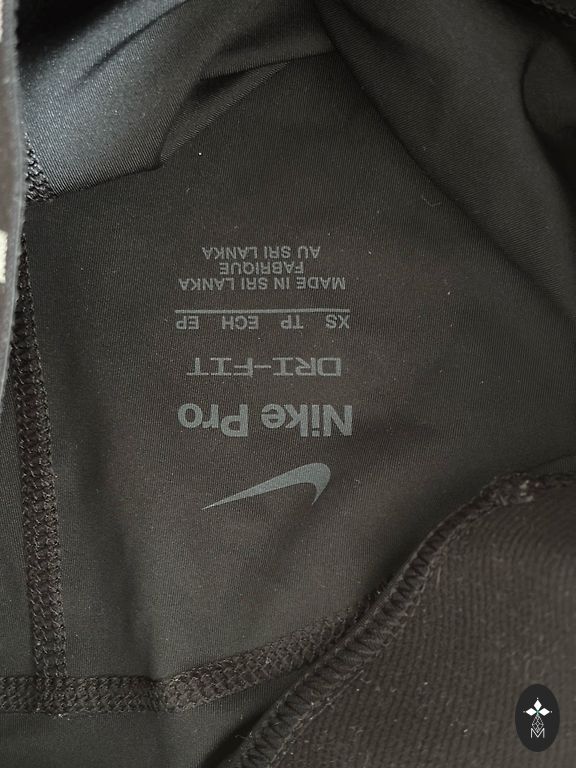 Nike Pro
DRI-FIT
XS TP ECH EP
MADE IN SRI LANKA
FABRIQUE
AU SRI LANKA
M